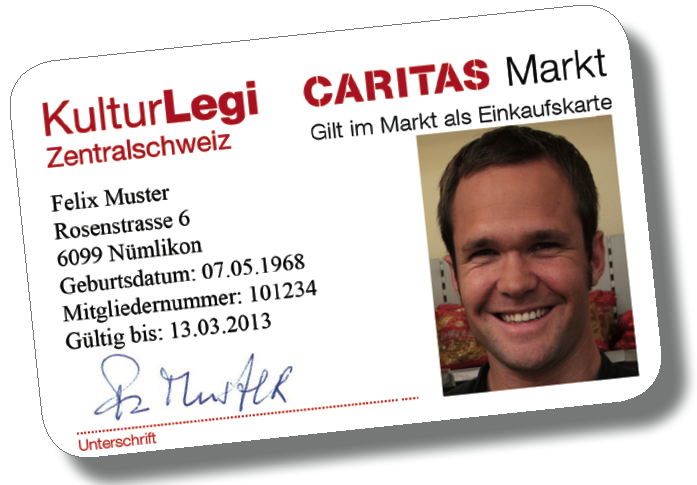 KulturLegi
Zentralschweiz
CARITAS Markt
Gilt im Markt als Einkaufskarte
Felix Muster
Rosenstrasse 6
6099 Nümlikon
Geburtsdatum: 07.05.1968
Mitgliedernummer: 101234
Gültig bis: 13.03.2013
Fx Muster
Unterschrift